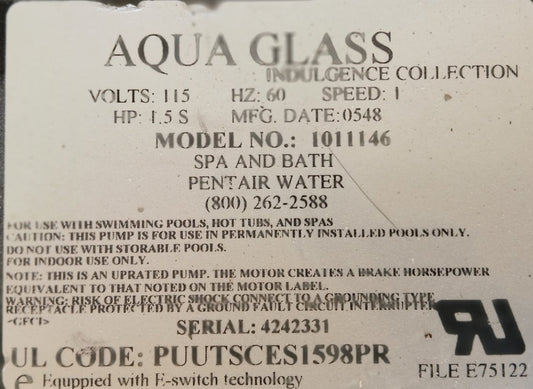 AQUA GLASS
INDULGENCE COLLECTION
VOLTS: 115 HZ: 60 SPEED: 1
HP: 1.5 S MFG. DATE:0548
MODEL NO.: 1011146
SPA AND BATH
PENTAIR WATER
(800) 262-2588
FOR USE WITH SWIMMING POOLS, HOT TUBS, AND SPAS
CAUTION: THIS PUMP IS FOR USE IN PERMANENTLY INSTALLED POOLS ONLY.
DO NOT USE WITH STORABLE POOLS.
FOR INDOOR USE ONLY.
NOTE: THIS IS AN UPRATED PUMP. THE MOTOR CREATES A BRAKE HORSEPOWER
EQUIVALENT TO THAT NOTED ON THE MOTOR LABEL.
WARNING: RISK OF ELECTRIC SHOCK CONNECT TO A GROUNDING TYPE
RECEPTACLE PROTECTED BY A GROUND FAULT CIRCUIT INTERRUPTER
<GFCI>
SERIAL: 4242331
UL CODE: PUUTSCES1598PR
RU
FILE E75122
e Equppied with E-switch technology